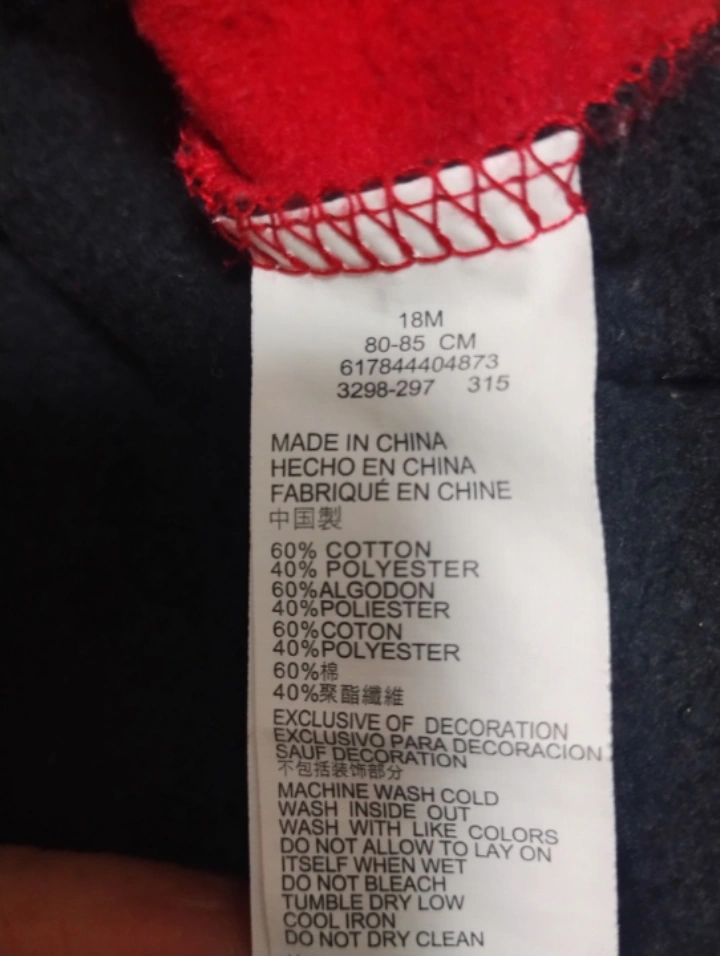 18M
80-85 CM
617844404873
3298-297 315
MADE IN CHINA
HECHO EN CHINA
FABRIQUÉ EN CHINE
中国製
60% COTTON
40% POLYESTER
60%ALGODON
40%POLIESTER
60%COTON
40%POLYESTER
60%棉
40%聚酯纖維
EXCLUSIVE OF DECORATION
EXCLUSIVO PARA DECORACION
SAUF DECORATION
不包括装饰部分
MACHINE WASH COLD
WASH INSIDE OUT
WASH WITH LIKE COLORS
DO NOT ALLOW TO LAY ON
ITSELF WHEN WET
DO NOT BLEACH
TUMBLE DRY LOW
COOL IRON
DO NOT DRY CLEAN